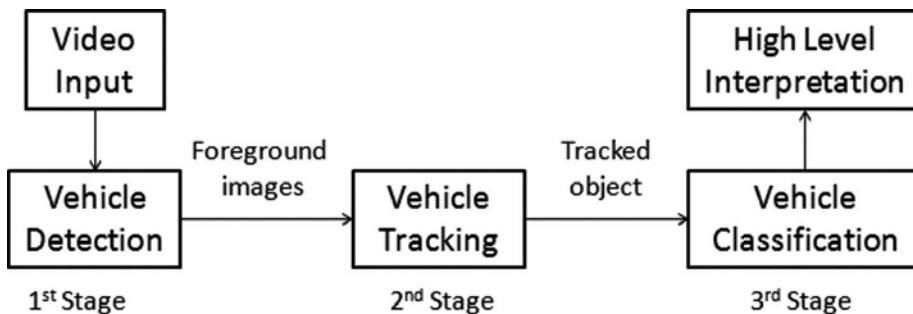 Video
Input
High Level
Interpretation
Foreground
images
Tracked
object
Vehicle
Detection
Vehicle
Tracking
Vehicle
Classification
1st Stage
2nd Stage
3rd Stage